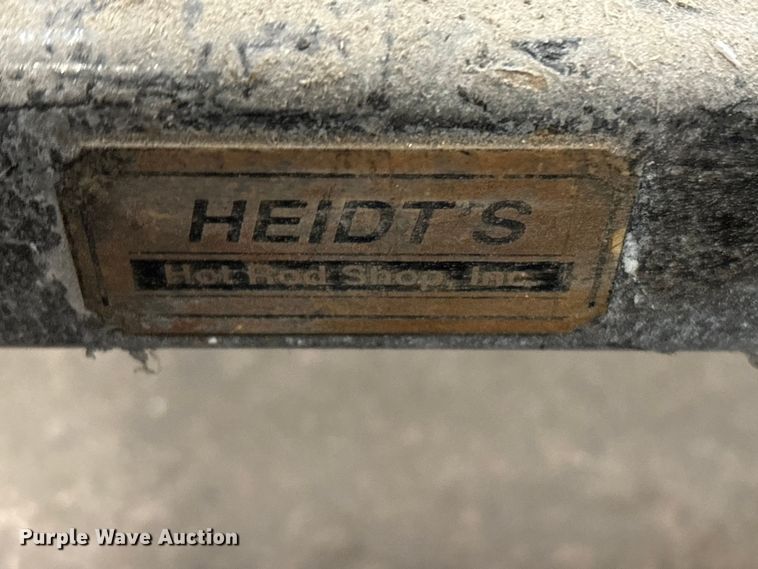 HEIDT'S
Hot Rod Shop, Inc.
Purple Wave Auction